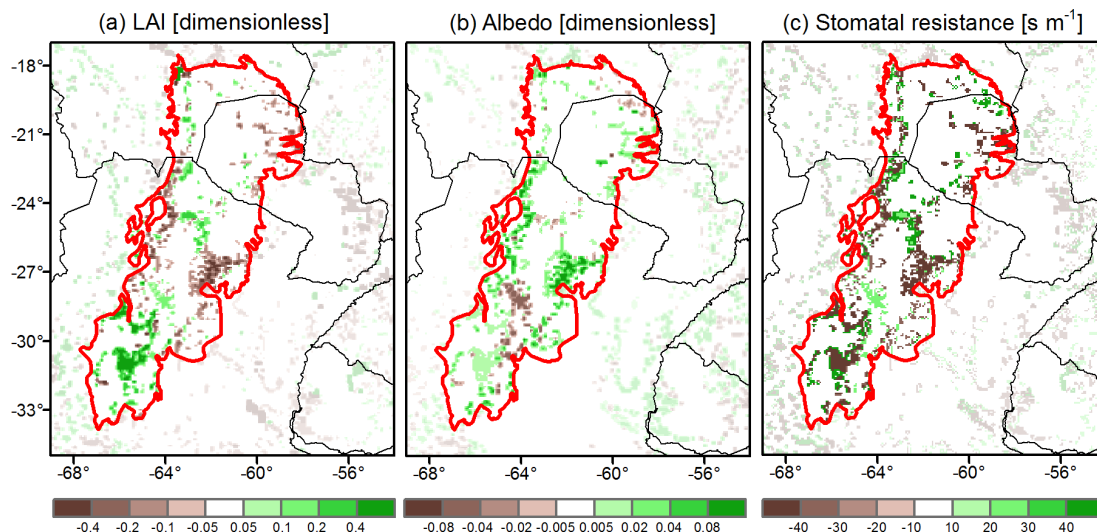 (a) LAI [dimensionless] (b) Albedo [dimensionless] (c) Stomatal resistance [s m⁻¹]
-18°
-21°
-24°
-27°
-30°
-33°
-68° -64° -60° -56° -68° -64° -60° -56° -68° -64° -60° -56°
-0.4 -0.2 -0.1 -0.05 0.05 0.1 0.2 0.4 -0.08 -0.04 -0.02 -0.005 0.005 0.02 0.04 0.08 -40 -30 -20 -10 10 20 30 40